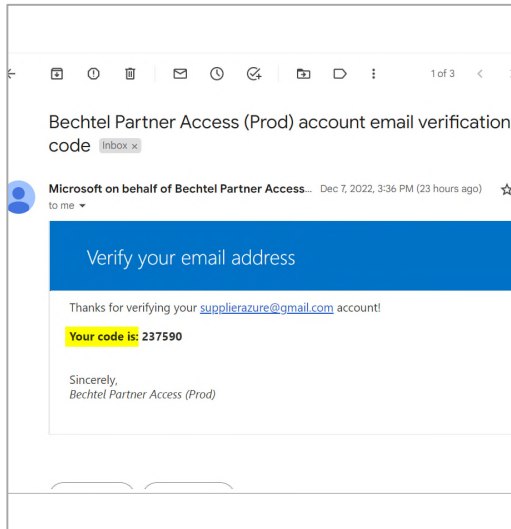 1 of 3
Bechtel Partner Access (Prod) account email verification
code Inbox ×
Microsoft on behalf of Bechtel Partner Access... Dec 7, 2022, 3:36 PM (23 hours ago)
to me
Verify your email address
Thanks for verifying your supplierazure@gmail.com account!
Your code is: 237590
Sincerely,
Bechtel Partner Access (Prod)